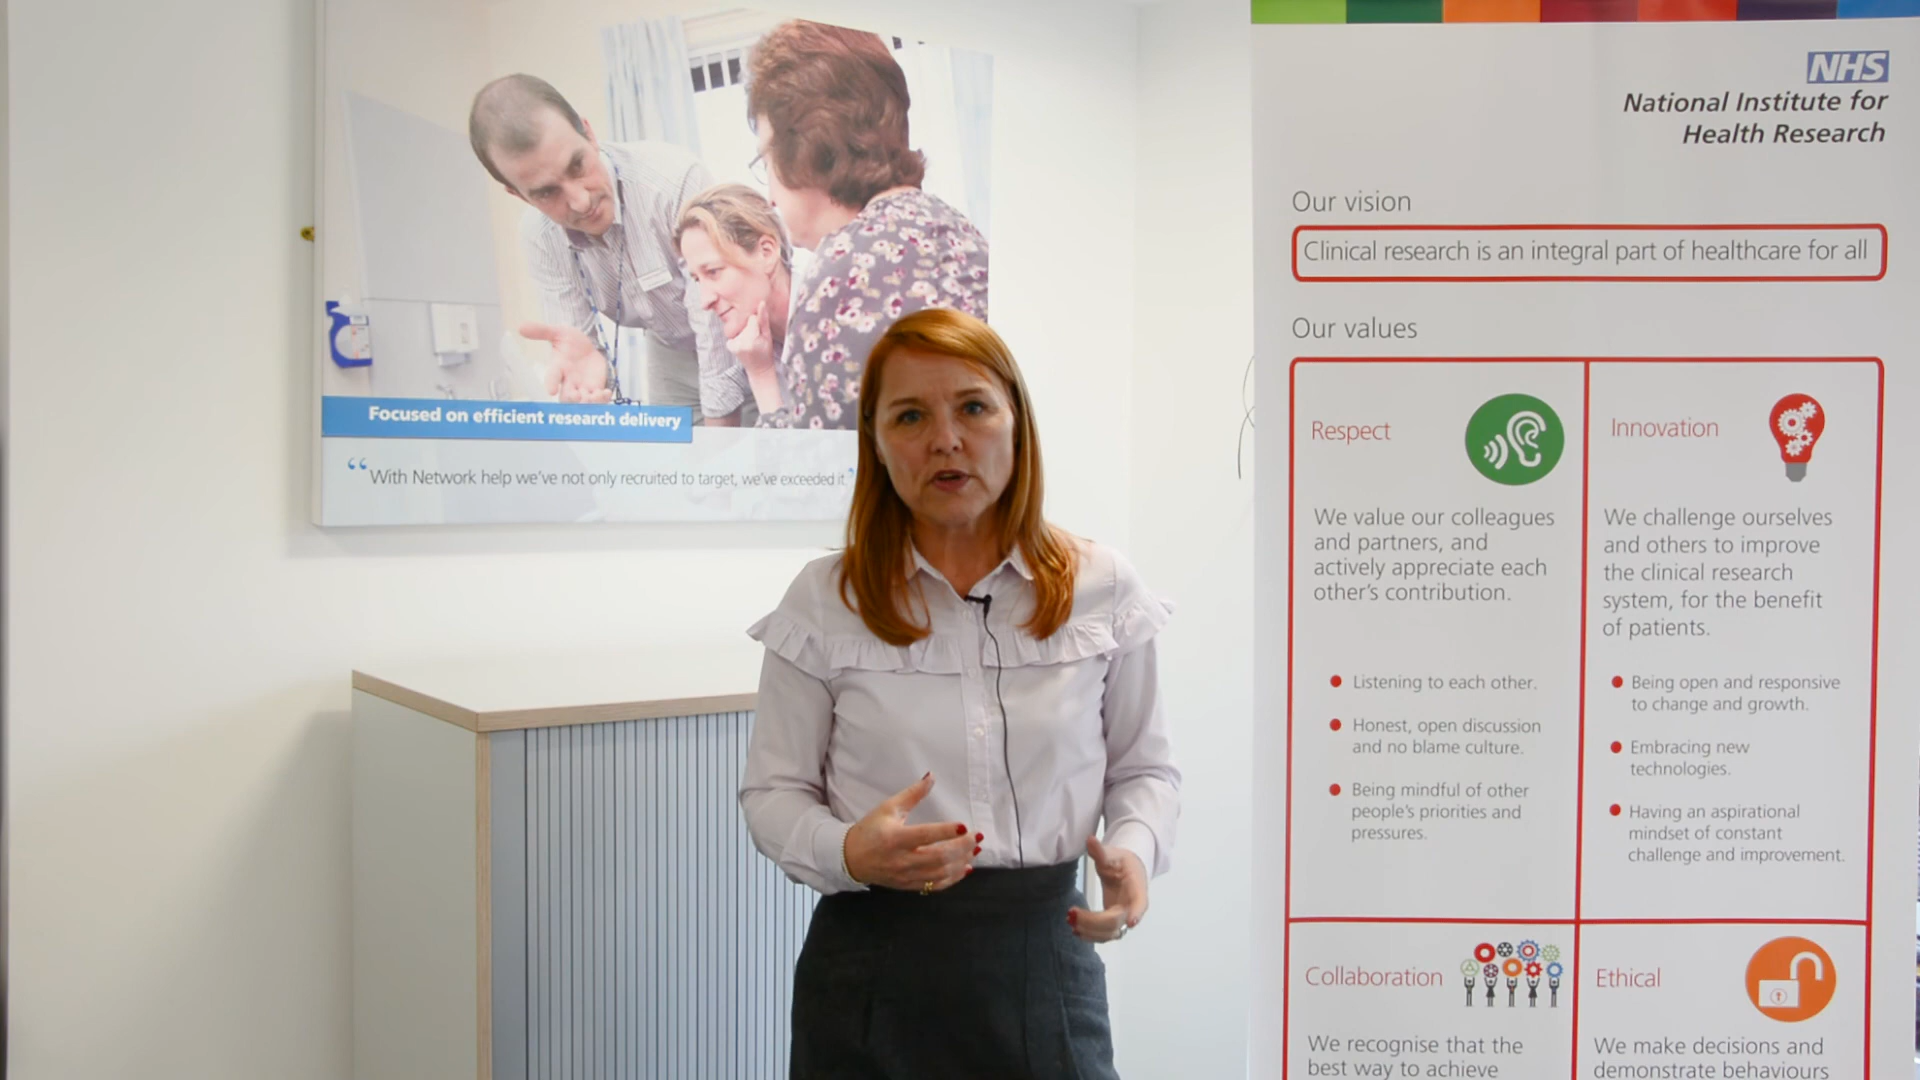 Focused on efficient research delivery
“With Network help we've not only recruited to target, we've exceeded it.”
NHS
National Institute for
Health Research
Our vision
Clinical research is an integral part of healthcare for all
Our values
Respect
We value our colleagues
and partners, and
actively appreciate each
other's contribution.
Listening to each other.
Honest, open discussion
and no blame culture.
Being mindful of other
people's priorities and
pressures.
Innovation
We challenge ourselves
and others to improve
the clinical research
system, for the benefit
of patients.
Being open and responsive
to change and growth.
Embracing new
technologies.
Having an aspirational
mindset of constant
challenge and improvement.
Collaboration
We recognise that the
best way to achieve
Ethical
We make decisions and
demonstrate behaviours